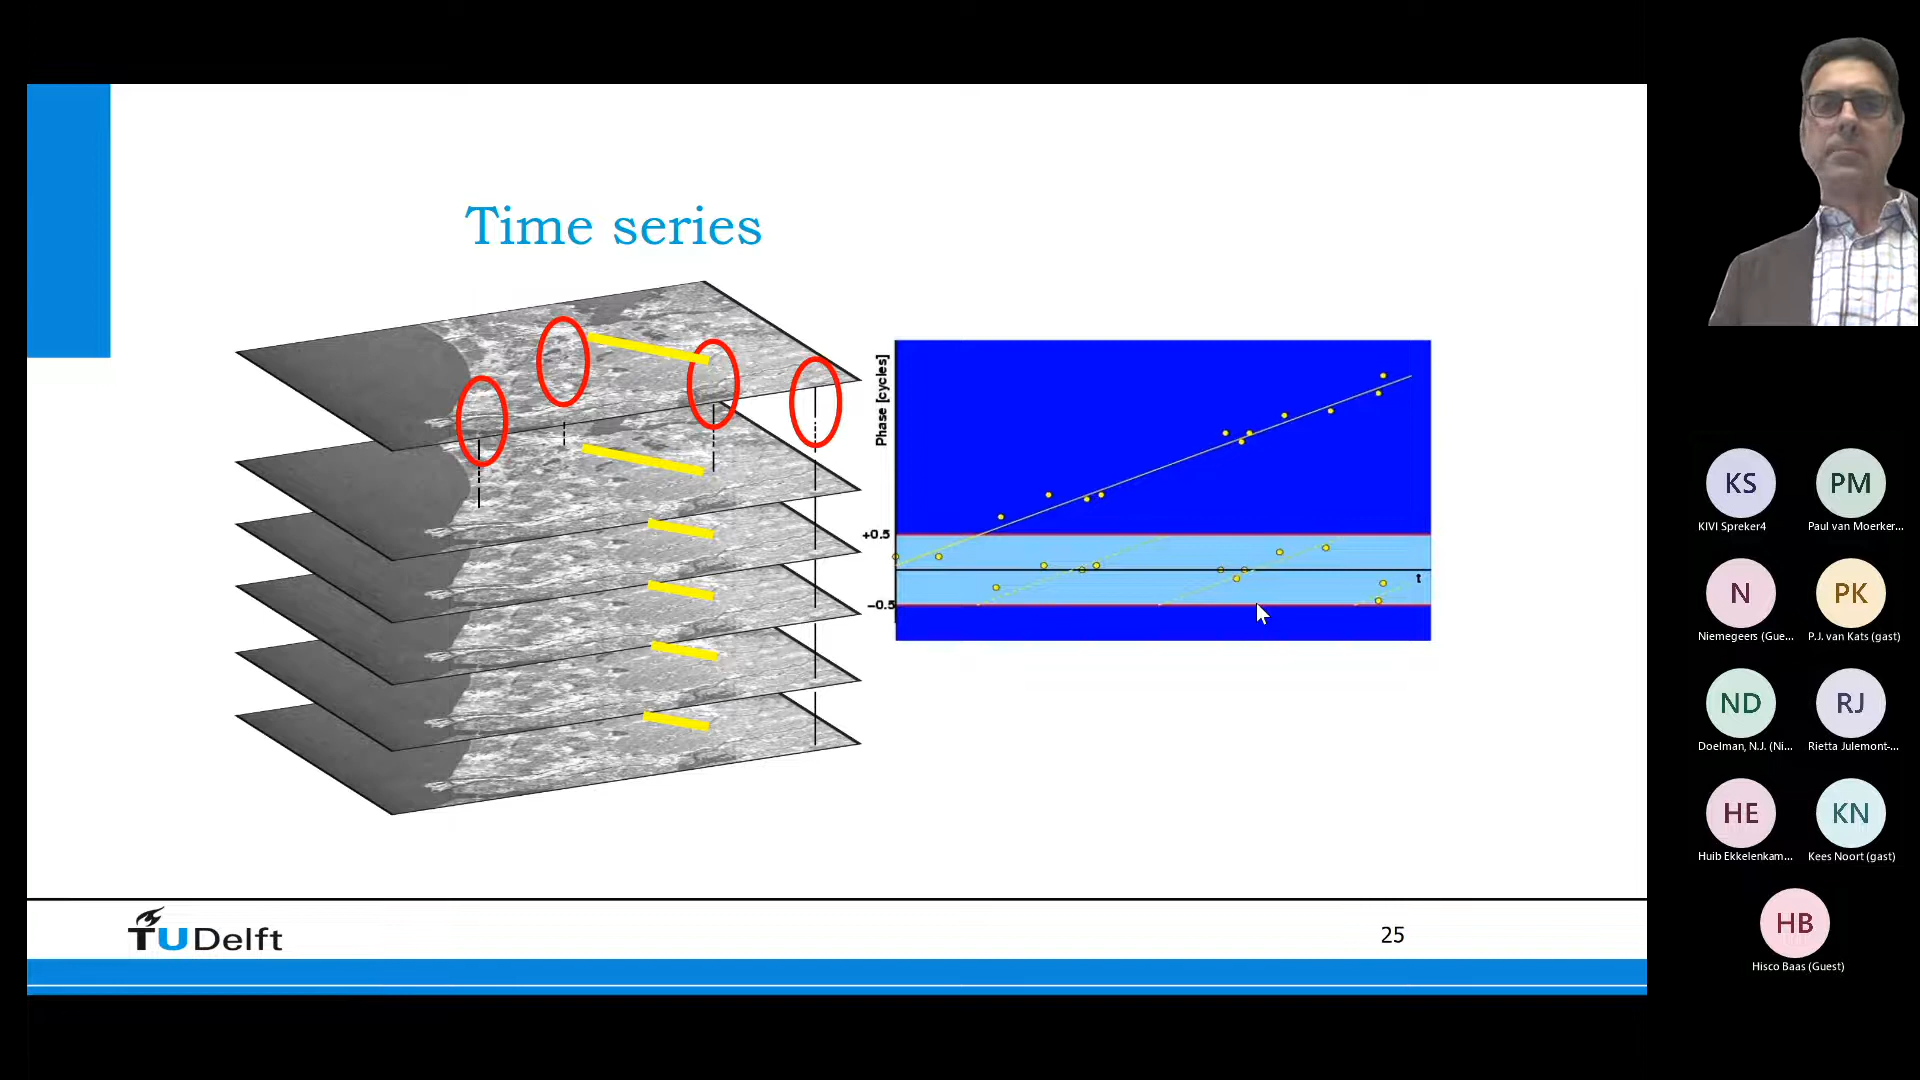 Time series
Phase [cycles]
+0.5
t
-0.5
TU Delft
25
KS
KIVI Spreker4
PM
Paul van Moerker...
N
Niemegeers (Gue...
PK
P.J. van Kats (gast)
ND
Doelman, N.J. (Ni...
RJ
Rietta Julemont-...
HE
Huib Ekkelenkam...
KN
Kees Noort (gast)
HB
Hisco Baas (Guest)